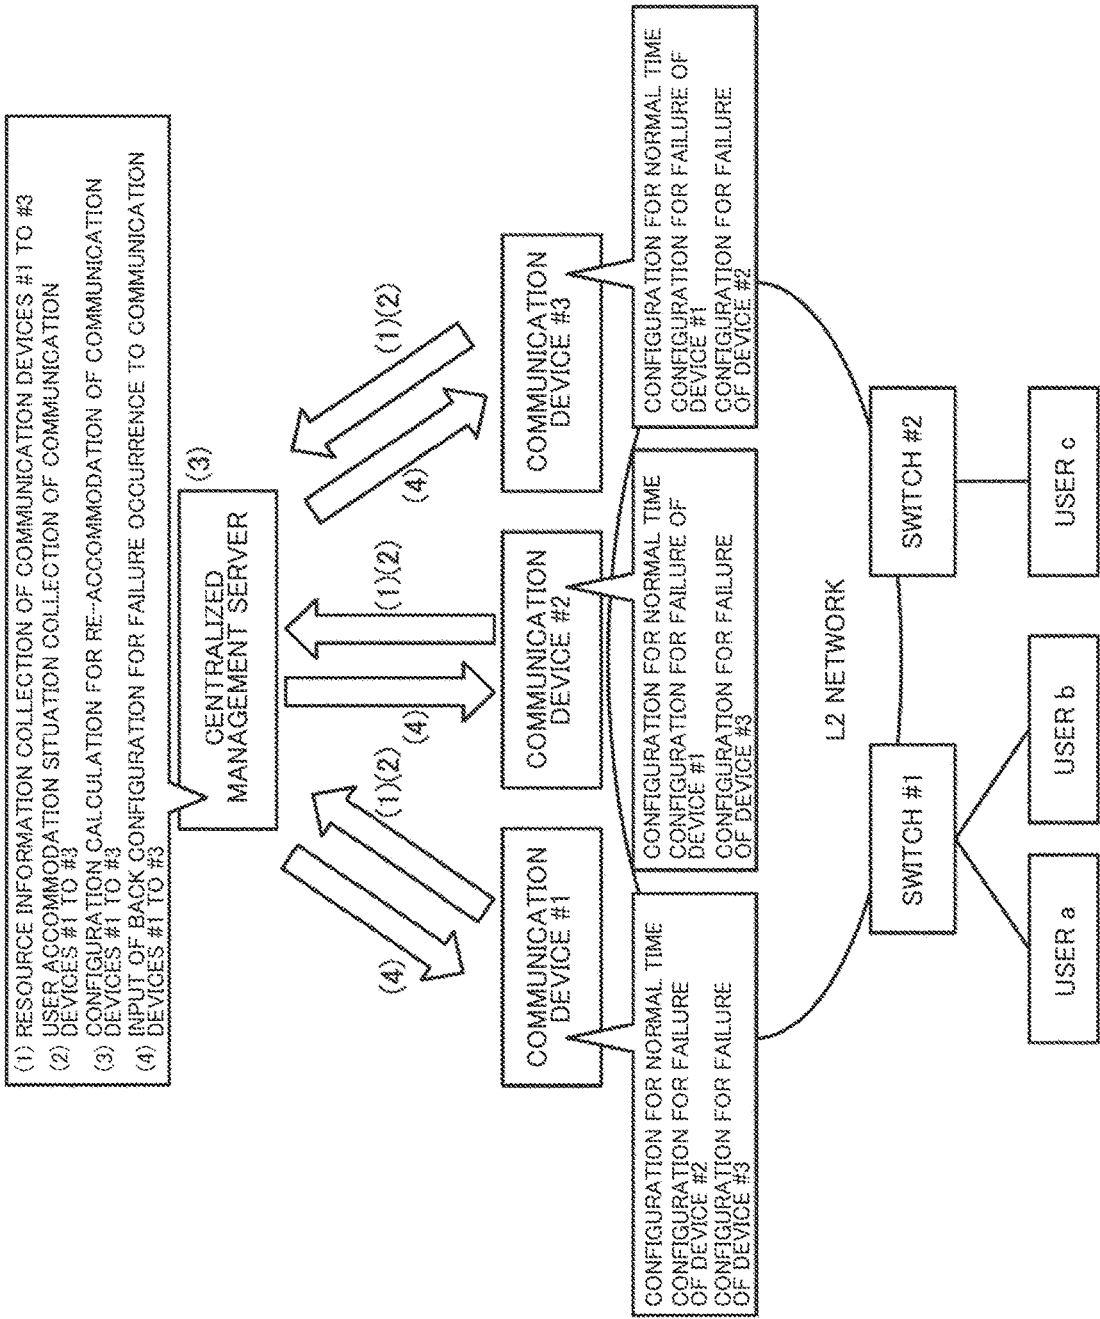 (1) RESOURCE INFORMATION COLLECTION OF COMMUNICATION DEVICES #1 TO #3
(2) USER ACCOMMODATION SITUATION COLLECTION OF COMMUNICATION
DEVICES #1 TO #3
(3) CONFIGURATION CALCULATION FOR RE-ACCOMMODATION OF COMMUNICATION
DEVICES #1 TO #3
(4) INPUT OF BACK CONFIGURATION FOR FAILURE OCCURRENCE TO COMMUNICATION
DEVICES #1 TO #3
CENTRALIZED
MANAGEMENT SERVER
(3)
(4)
(1)(2)
(4)
(1)(2)
(4)
(1)(2)
COMMUNICATION
DEVICE #1
COMMUNICATION
DEVICE #2
COMMUNICATION
DEVICE #3
CONFIGURATION FOR NORMAL TIME
CONFIGURATION FOR FAILURE
OF DEVICE #2
CONFIGURATION FOR FAILURE
OF DEVICE #3
CONFIGURATION FOR NORMAL TIME
CONFIGURATION FOR FAILURE OF
DEVICE #1
CONFIGURATION FOR FAILURE
OF DEVICE #3
CONFIGURATION FOR NORMAL TIME
CONFIGURATION FOR FAILURE OF
DEVICE #1
CONFIGURATION FOR FAILURE
OF DEVICE #2
L2 NETWORK
SWITCH #1
SWITCH #2
USER a
USER b
USER c